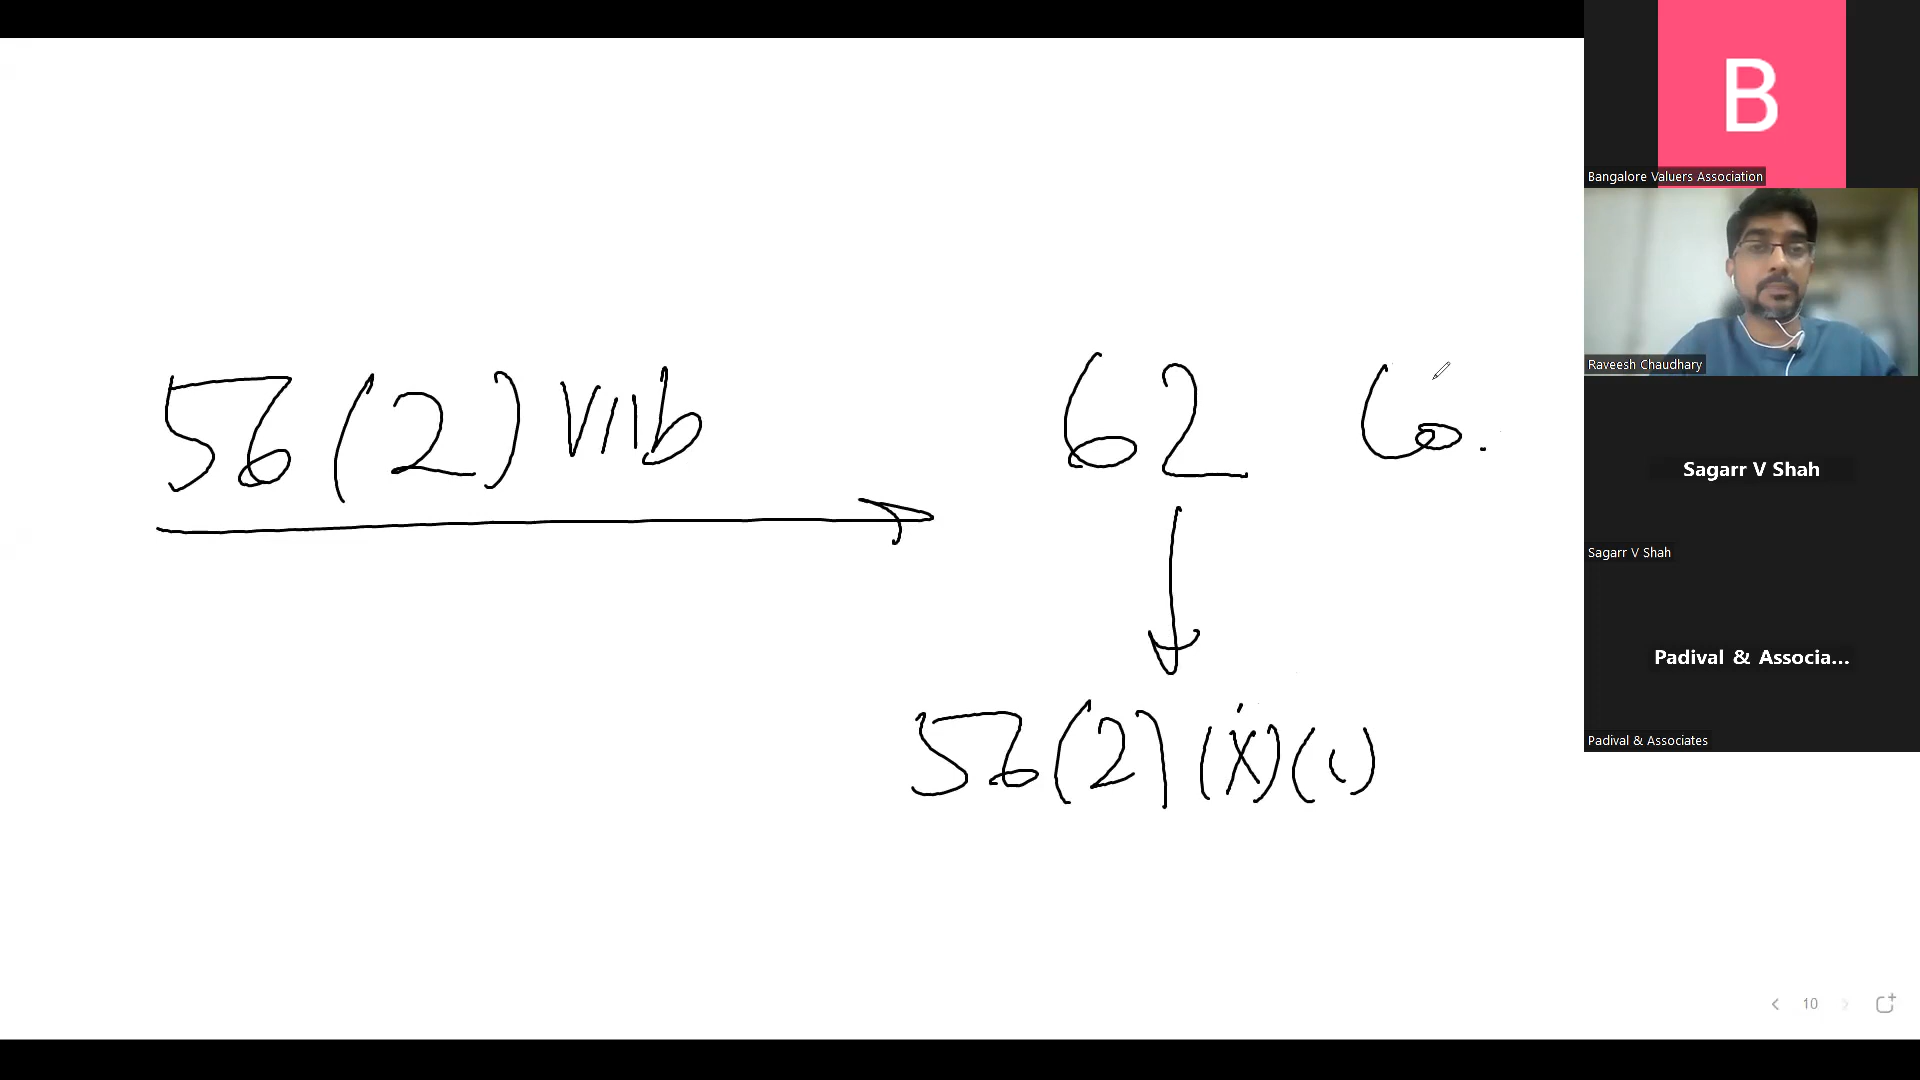 B
Bangalore Valuers Association
Raveesh Chaudhary
56 (2) VIIb
62 6.
Sagarr V Shah
Sagarr V Shah
Padival & Associa...
56 (2) (x) (c)
Padival & Associates
10